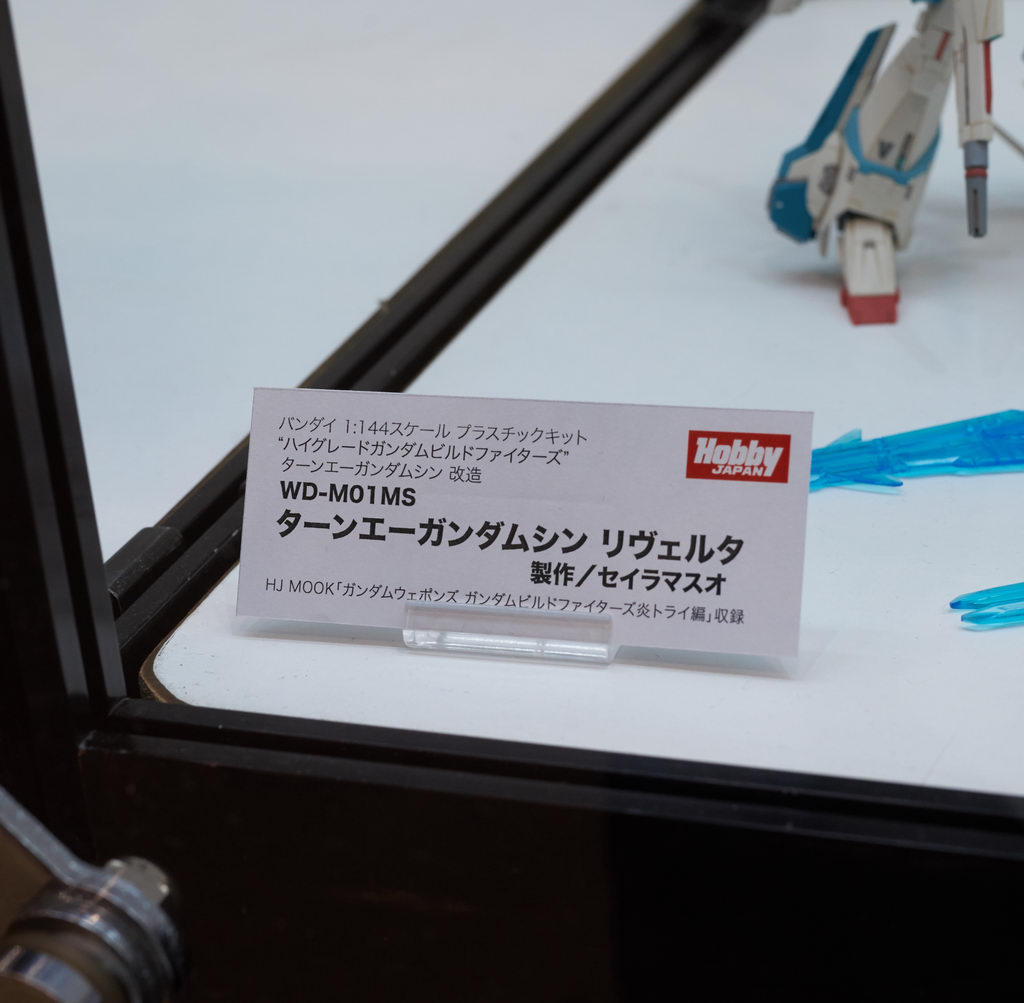 バンダイ 1:144スケール プラスチックキット
“ハイグレードガンダムビルドファイターズ”
ターンエーガンダムシン 改造
WD-M01MS
ターンエーガンダムシン リヴェルタ
製作／セイラマスオ
HJ MOOK「ガンダムウェポンズ ガンダムビルドファイターズ炎トライ編」収録
Hobby
JAPAN